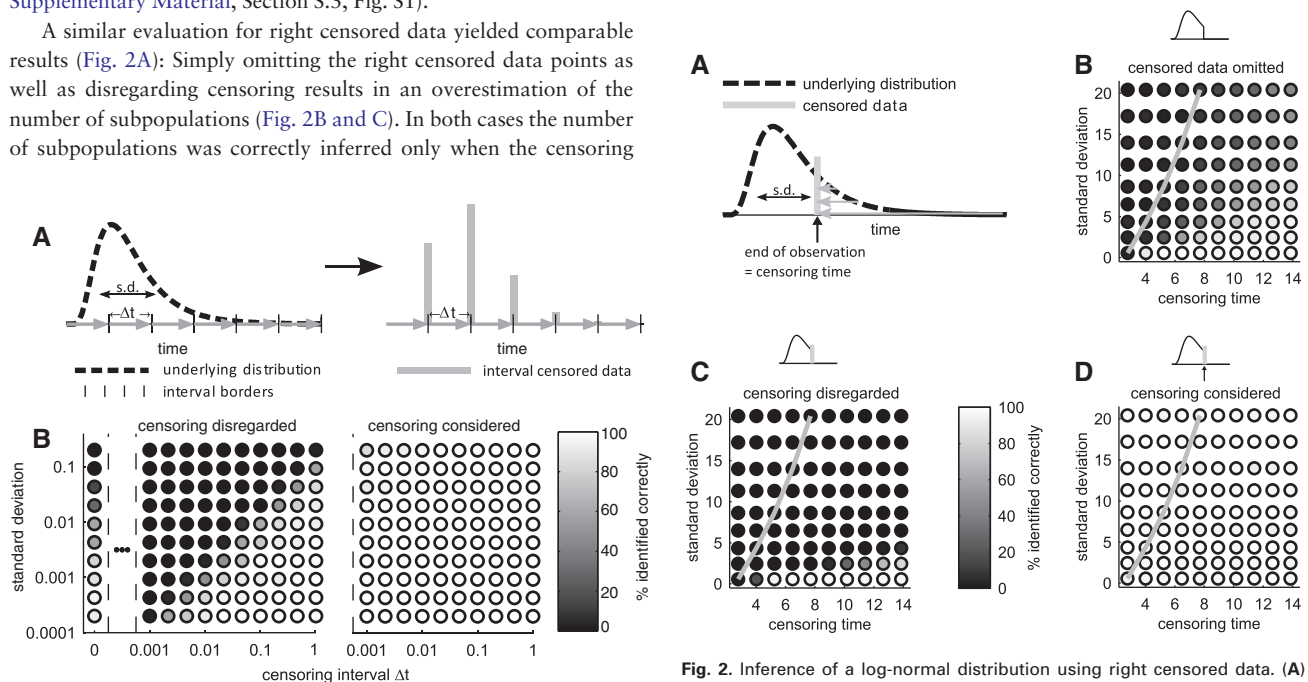 Supplementary Material, Section S.3, Fig. S1).
A similar evaluation for right censored data yielded comparable
results (Fig. 2A): Simply omitting the right censored data points as
well as disregarding censoring results in an overestimation of the
number of subpopulations (Fig. 2B and C). In both cases the number
of subpopulations was correctly inferred only when the censoring
A
s.d.
←Δt→
time
underlying distribution
interval borders
←Δt→
time
interval censored data
B
censoring disregarded
censoring considered
standard deviation
0.1
0.01
0.001
0.0001
0 0.001 0.01 0.1 1
0.001 0.01 0.1 1
censoring interval Δt
100
80
60
40
20
0
% identified correctly
A
underlying distribution
censored data
s.d.
time
end of observation
= censoring time
B
censored data omitted
standard deviation
20
15
10
5
0
4 6 8 10 12 14
censoring time
C
censoring disregarded
standard deviation
20
15
10
5
0
4 6 8 10 12 14
censoring time
100
80
60
40
20
0
% identified correctly
D
censoring considered
standard deviation
20
15
10
5
0
4 6 8 10 12 14
censoring time
Fig. 2. Inference of a log-normal distribution using right censored data. (A)